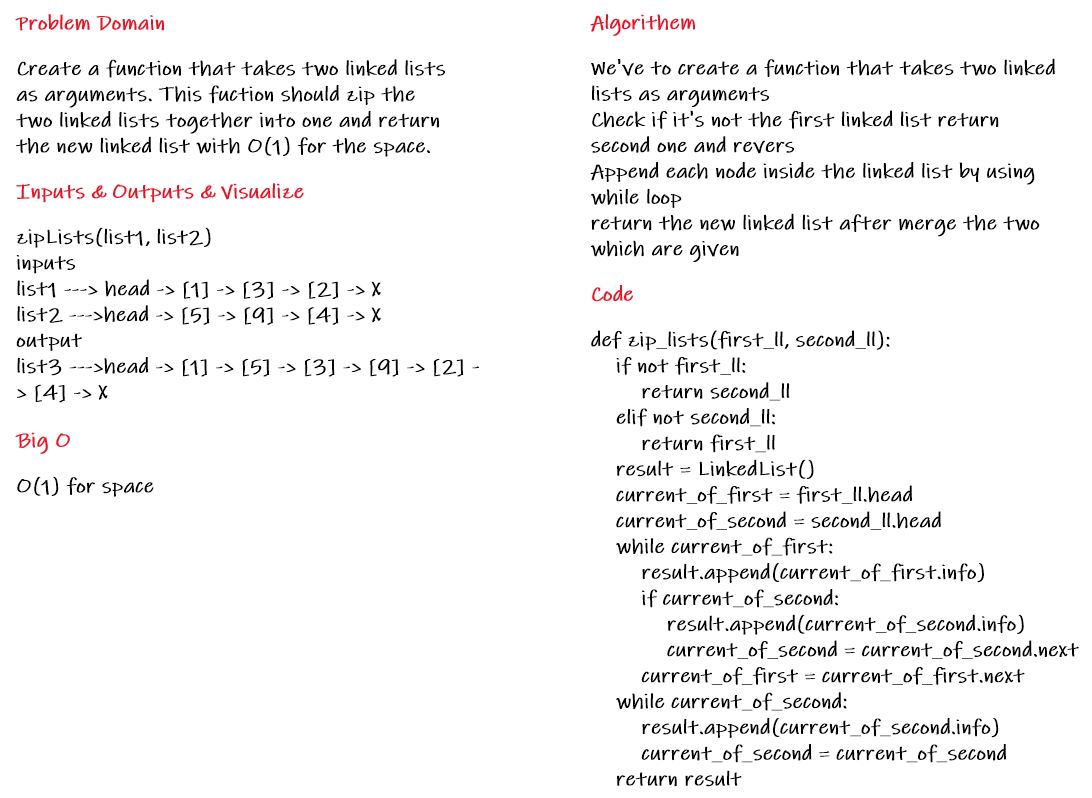 Problem Domain
Create a function that takes two linked lists
as arguments. This fuction should zip the
two linked lists together into one and return
the new linked list with O(1) for the space.
Inputs & Outputs & Visualize
zipLists(list1, list2)
inputs
list1 ---> head -> [1] -> [3] -> [2] -> X
list2 --->head -> [5] -> [9] -> [4] -> X
output
list3 --->head -> [1] -> [5] -> [3] -> [9] -> [2] -
> [4] -> X
Big O
O(1) for space
Algorithem
We've to create a function that takes two linked
lists as arguments
Check if it's not the first linked list return
second one and revers
Append each node inside the linked list by using
while loop
return the new linked list after merge the two
which are given
Code
def zip_lists(first_ll, second_ll):
    if not first_ll:
        return second_ll
    elif not second_ll:
        return first_ll
    result = LinkedList()
    current_of_first = first_ll.head
    current_of_second = second_ll.head
    while current_of_first:
        result.append(current_of_first.info)
        if current_of_second:
            result.append(current_of_second.info)
            current_of_second = current_of_second.next
        current_of_first = current_of_first.next
    while current_of_second:
        result.append(current_of_second.info)
        current_of_second = current_of_second
    return result